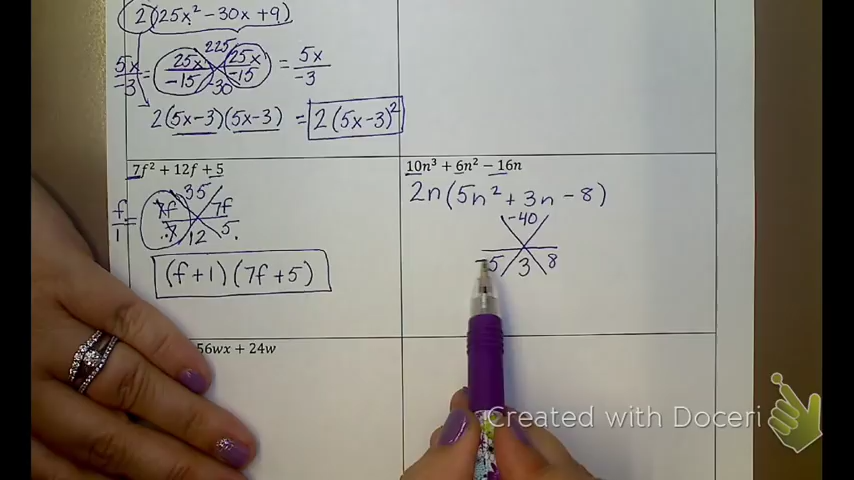 2(25x² - 30x + 9)
225
5x/-3 = 25x/-15 25x/-15 = 5x/-3
-30
2(5x-3)(5x-3) = 2(5x-3)²
7f² + 12f + 5
35
f/1 = 7f/7 7f/5
12
(f+1)(7f+5)
10n³ + 6n² - 16n
2n(5n² + 3n - 8)
-40
-5 3 8
56wx + 24w
Created with Doceri